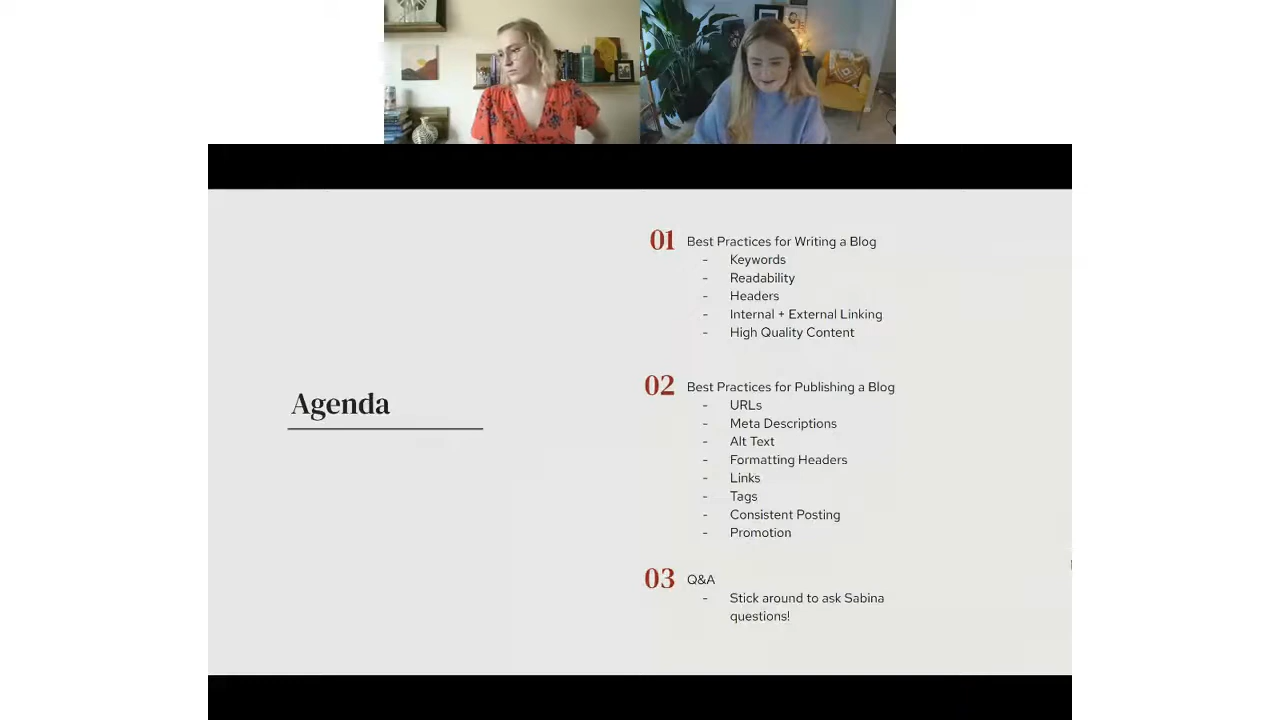 Agenda
01 Best Practices for Writing a Blog
- Keywords
- Readability
- Headers
- Internal + External Linking
- High Quality Content
02 Best Practices for Publishing a Blog
- URLs
- Meta Descriptions
- Alt Text
- Formatting Headers
- Links
- Tags
- Consistent Posting
- Promotion
03 Q&A
- Stick around to ask Sabina
questions!